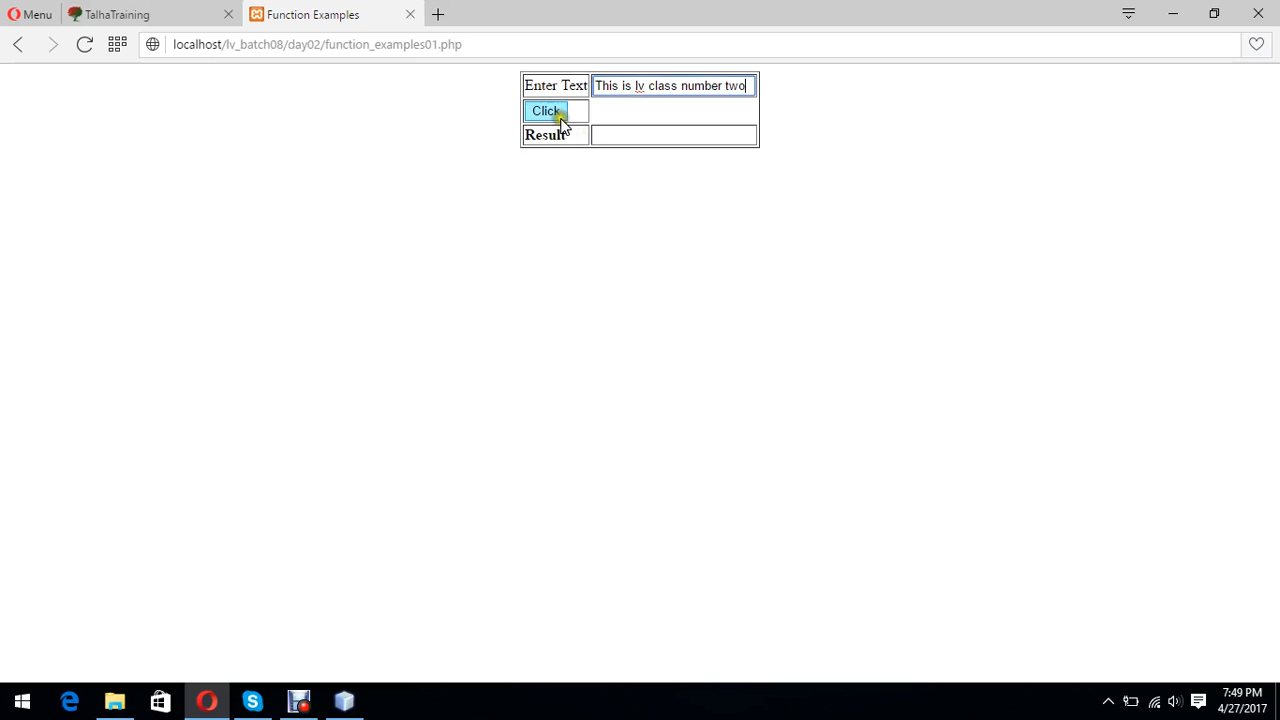 Menu
TalhaTraining
Function Examples
localhost/lv_batch08/day02/function_examples01.php
Enter Text
This is lv class number two
Click
Result
7:49 PM
4/27/2017